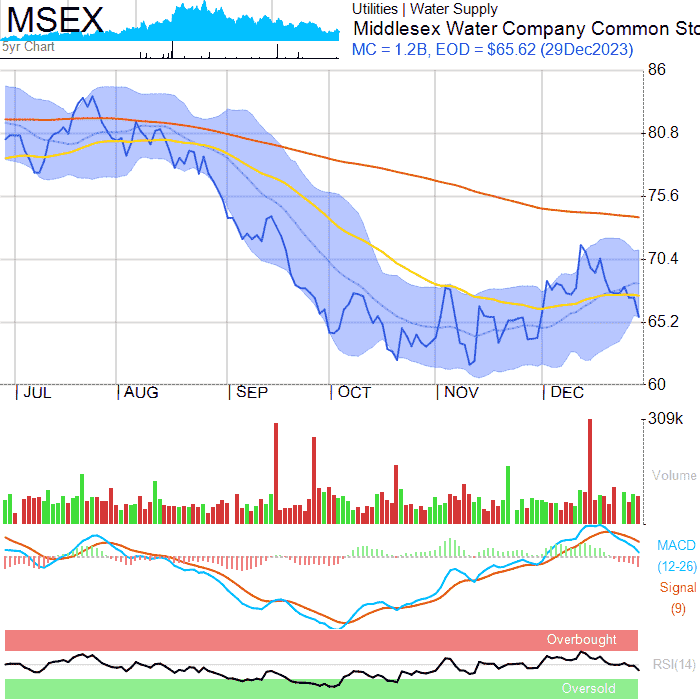 MSEX
5yr Chart
Utilities | Water Supply
Middlesex Water Company Common Sto
MC = 1.2B, EOD = $65.62 (29Dec2023)
86
80.8
75.6
70.4
65.2
60
JUL AUG SEP OCT NOV DEC
309k
Volume
MACD
(12-26)
Signal
(9)
Overbought
RSI(14)
Oversold